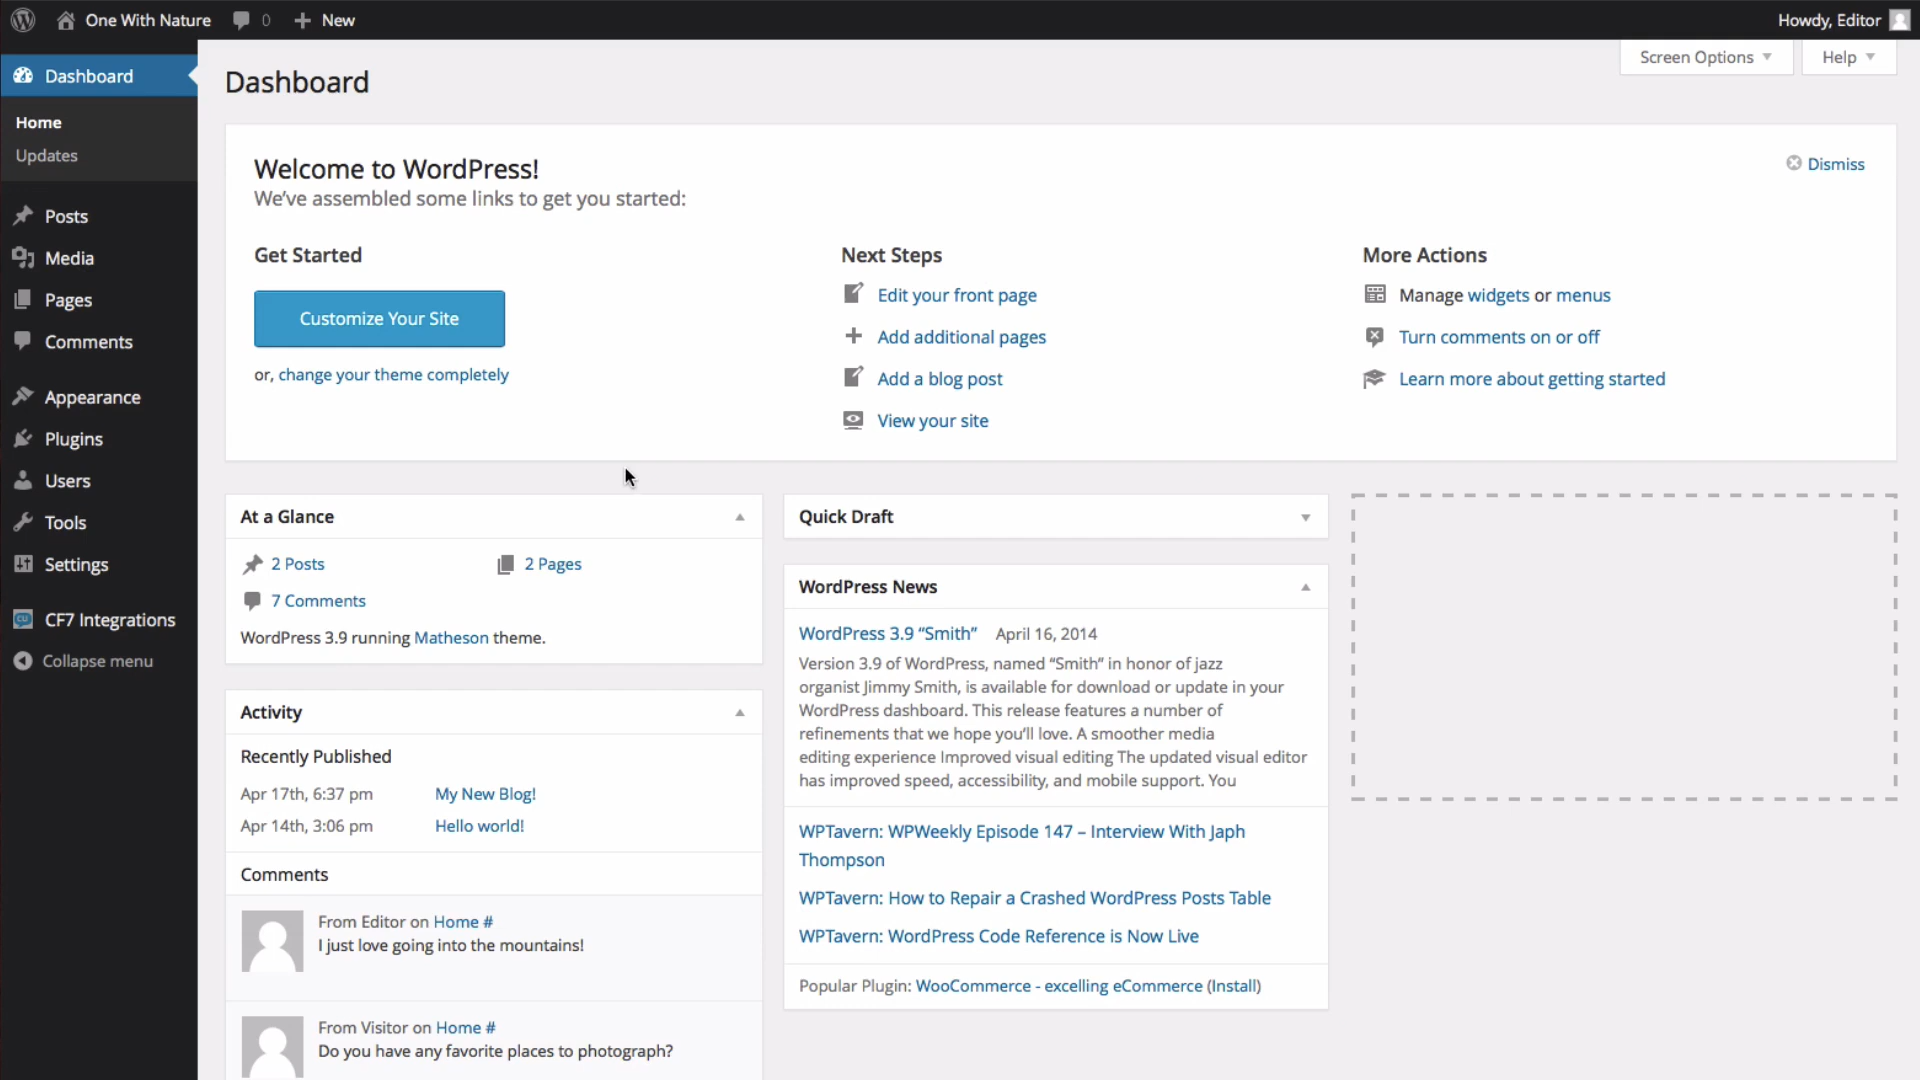 One With Nature
0
New
Howdy, Editor
Dashboard
Home
Updates
Posts
Media
Pages
Comments
Appearance
Plugins
Users
Tools
Settings
CF7 Integrations
Collapse menu
Screen Options
Help
Dashboard
Welcome to WordPress!
We’ve assembled some links to get you started:
Dismiss
Get Started
Customize Your Site
or, change your theme completely
Next Steps
Edit your front page
Add additional pages
Add a blog post
View your site
More Actions
Manage widgets or menus
Turn comments on or off
Learn more about getting started
At a Glance
2 Posts
2 Pages
7 Comments
WordPress 3.9 running Matheson theme.
Activity
Recently Published
Apr 17th, 6:37 pm
My New Blog!
Apr 14th, 3:06 pm
Hello world!
Comments
From Editor on Home #
I just love going into the mountains!
From Visitor on Home #
Do you have any favorite places to photograph?
Quick Draft
WordPress News
WordPress 3.9 “Smith”
April 16, 2014
Version 3.9 of WordPress, named “Smith” in honor of jazz
organist Jimmy Smith, is available for download or update in your
WordPress dashboard. This release features a number of
refinements that we hope you’ll love. A smoother media
editing experience Improved visual editing The updated visual editor
has improved speed, accessibility, and mobile support. You
WPTavern: WPWeekly Episode 147 – Interview With Japh
Thompson
WPTavern: How to Repair a Crashed WordPress Posts Table
WPTavern: WordPress Code Reference is Now Live
Popular Plugin: WooCommerce - excelling eCommerce (Install)